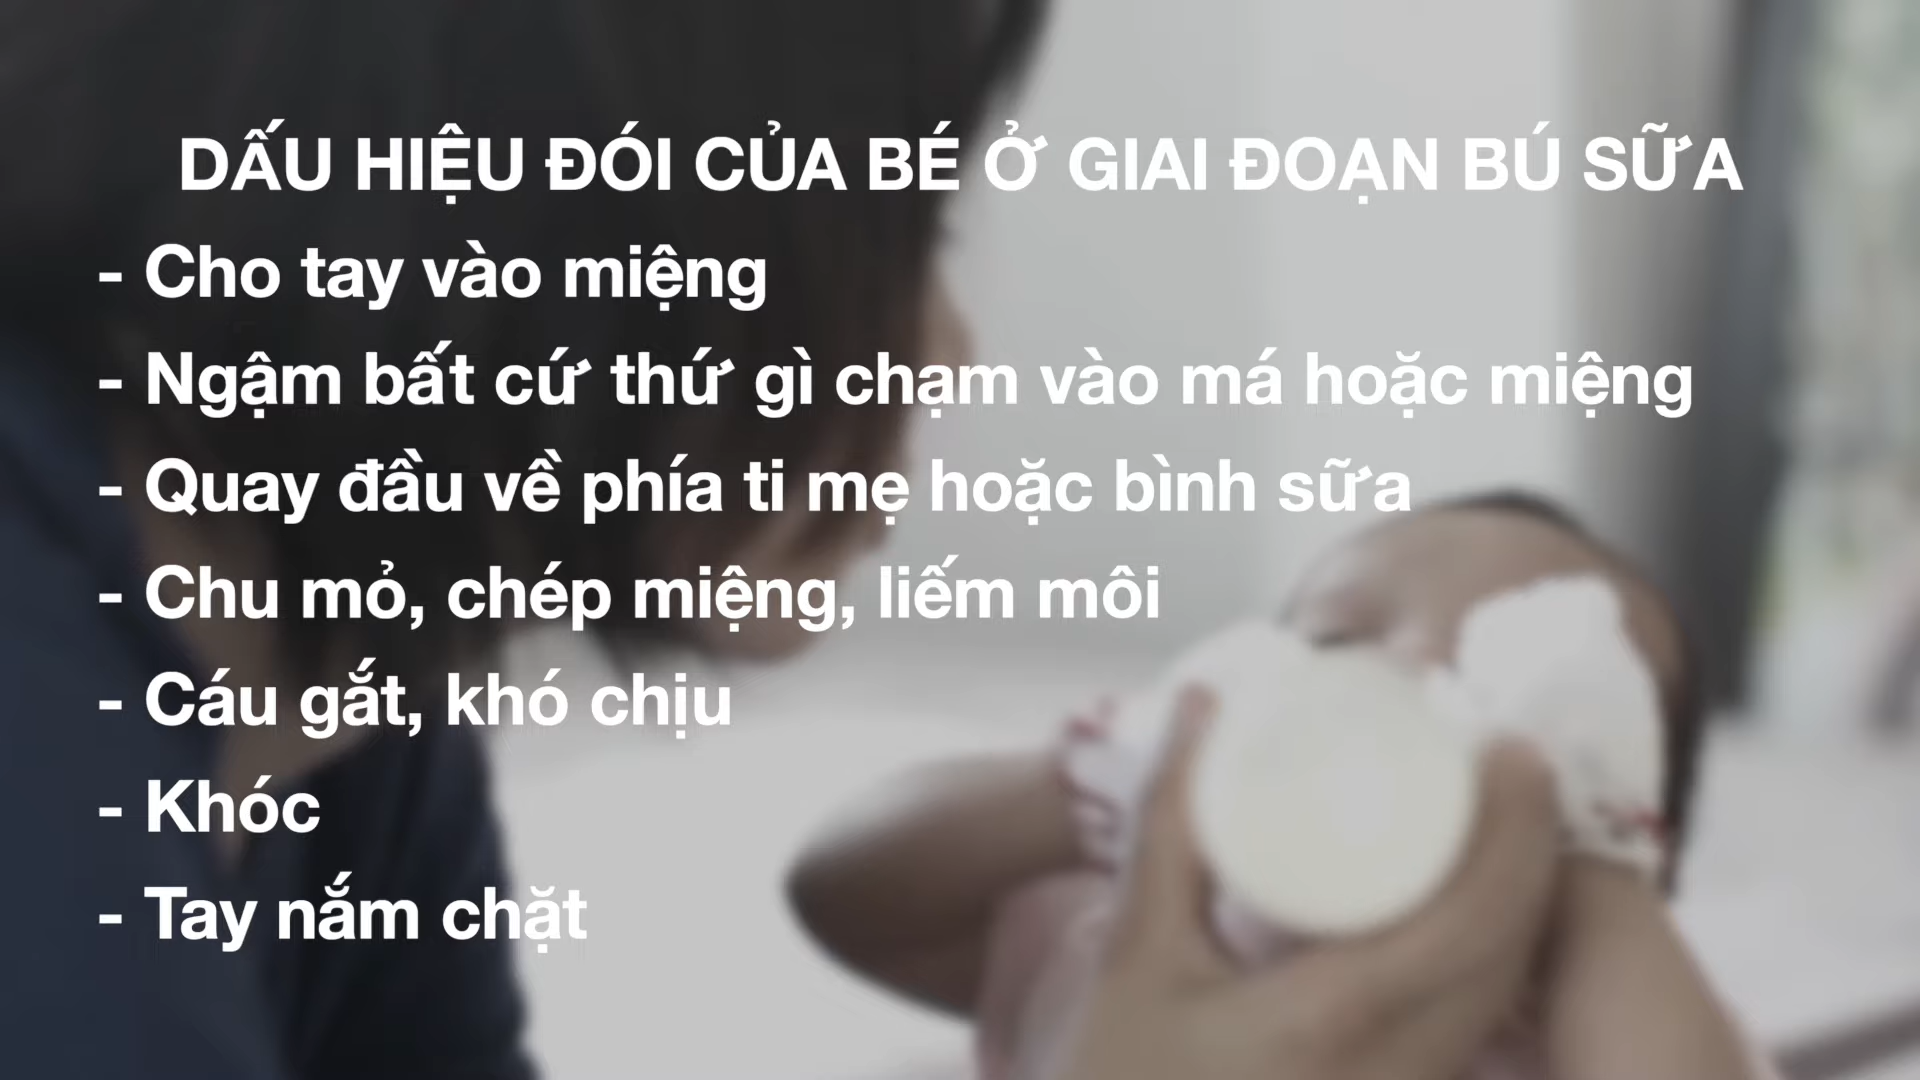 DẤU HIỆU ĐÓI CỦA BÉ Ở GIAI ĐOẠN BÚ SỮA
- Cho tay vào miệng
- Ngậm bất cứ thứ gì chạm vào má hoặc miệng
- Quay đầu về phía ti mẹ hoặc bình sữa
- Chu mỏ, chép miệng, liếm môi
- Cáu gắt, khó chịu
- Khóc
- Tay nắm chặt